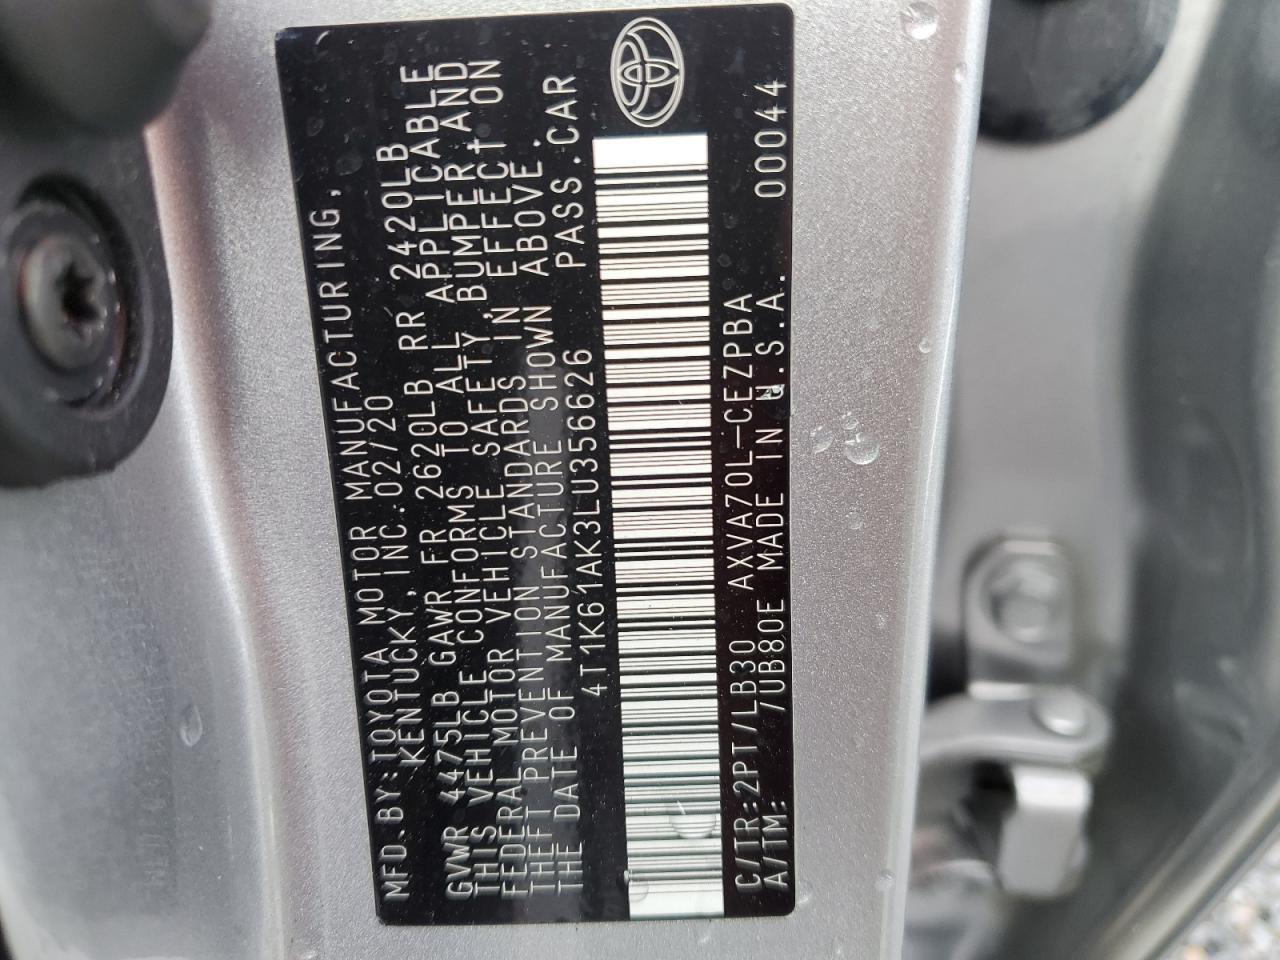 MFD.BY:TOYOTA MOTOR MANUFACTURING,
KENTUCKY,INC.02/20
GVWR 4475LB GAWR FR 2620LB RR 2420LB
THIS VEHICLE CONFORMS TO ALL APPLICABLE
FEDERAL MOTOR VEHICLE SAFETY,BUMPER,AND
THEFT PREVENTION STANDARDS IN EFFECT ON
THE DATE OF MANUFACTURE SHOWN ABOVE.
4T1K61AK3LU356626 PASS.CAR
C/TR:2PT7LB30 AXVA70L-CEZPBA
A/TM: /UB80E MADE IN U.S.A. 00044